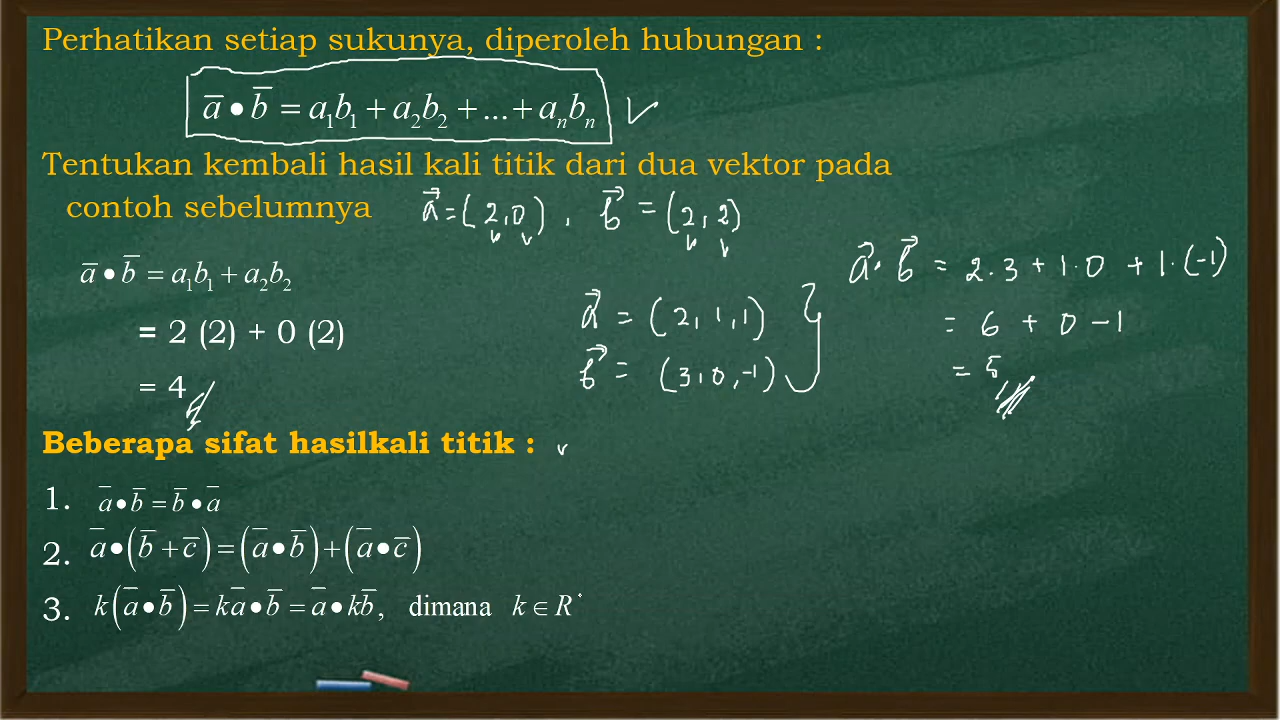 Perhatikan setiap sukunya, diperoleh hubungan :
a̅ • b̅ = a₁b₁ + a₂b₂ + ... + aₙbₙ
Tentukan kembali hasil kali titik dari dua vektor pada
contoh sebelumnya a⃗ = (2,0), b⃗ = (2,2)
a̅ • b̅ = a₁b₁ + a₂b₂
= 2 (2) + 0 (2)
= 4
a⃗ = (2,1,1)
b⃗ = (3,0,-1)
a⃗ · b⃗ = 2.3 + 1.0 + 1.(-1)
= 6 + 0 -1
= 5
Beberapa sifat hasilkali titik :
1. a̅ • b̅ = b̅ • a̅
2. a̅ • (b̅ + c̅) = (a̅ • b̅) + (a̅ • c̅)
3. k(a̅ • b̅) = ka̅ • b̅ = a̅ • kb̅, dimana k ∈ R